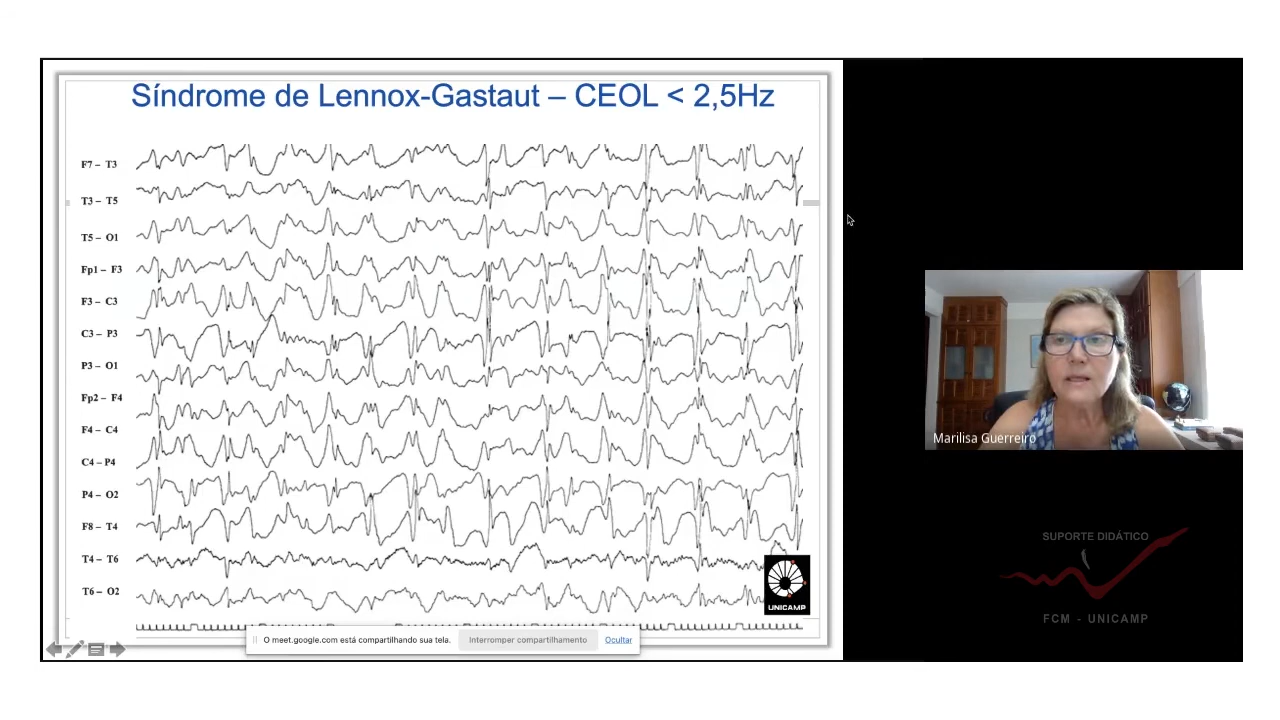 Síndrome de Lennox-Gastaut – CEOL < 2,5Hz
F7 – T3
T3 – T5
T5 – O1
Fp1 – F3
F3 – C3
C3 – P3
P3 – O1
Fp2 – F4
F4 – C4
C4 – P4
P4 – O2
F8 – T4
T4 – T6
T6 – O2
UNICAMP
O meet.google.com está compartilhando sua tela.
Interromper compartilhamento
Ocultar
Marilisa Guerreiro
SUPORTE DIDÁTICO
FCM - UNICAMP